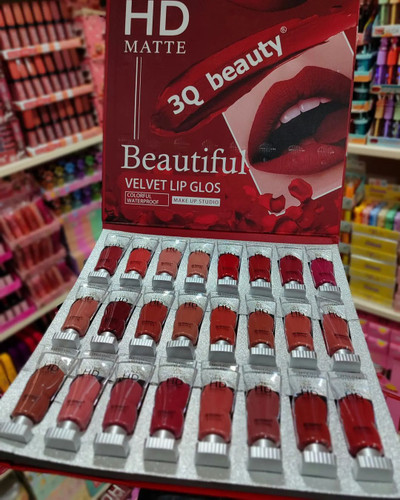 HD
MATTE
3Q beauty®
Beautiful
VELVET LIP GLOS
COLORFUL
WATERPROOF
MAKE UP STUDIO